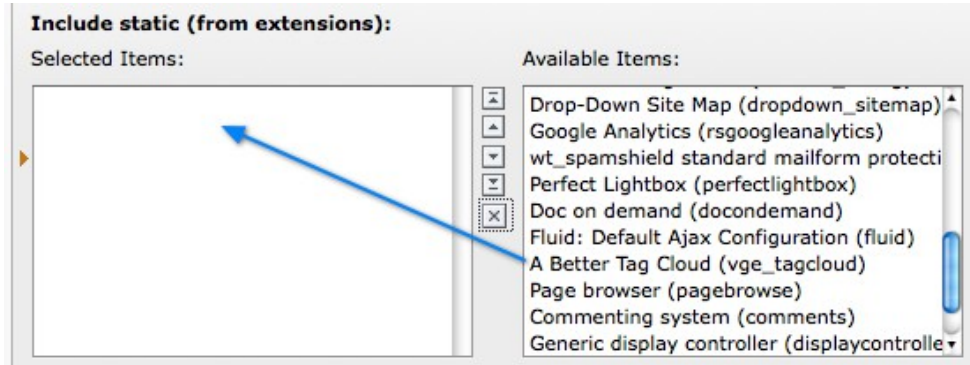 Include static (from extensions):
Selected Items:
Available Items:
Drop-Down Site Map (dropdown_sitemap)
Google Analytics (rsgoogleanalytics)
wt_spamshield standard mailform protecti
Perfect Lightbox (perfectlightbox)
Doc on demand (docondemand)
Fluid: Default Ajax Configuration (fluid)
A Better Tag Cloud (vge_tagcloud)
Page browser (pagebrowse)
Commenting system (comments)
Generic display controller (displaycontrolle